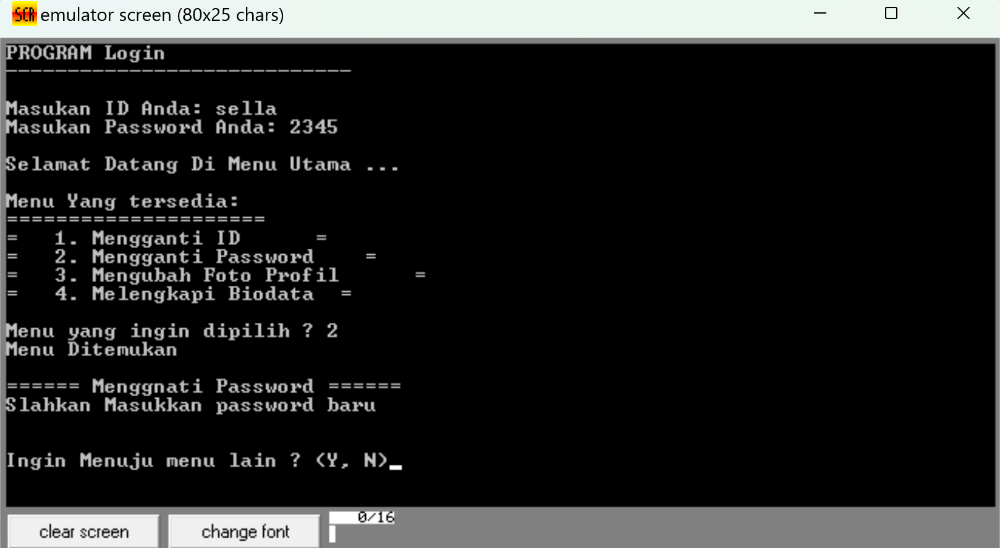 SCR emulator screen (80x25 chars)
PROGRAM Login
----------------------------
Masukan ID Anda: sella
Masukan Password Anda: 2345
Selamat Datang Di Menu Utama ...
Menu Yang tersedia:
=====================
=   1. Mengganti ID      =
=   2. Mengganti Password    =
=   3. Mengubah Foto Profil      =
=   4. Melengkapi Biodata  =
Menu yang ingin dipilih ? 2
Menu Ditemukan
====== Menggnati Password ======
Slahkan Masukkan password baru
Ingin Menuju menu lain ? (Y, N)_
clear screen
change font
0/16